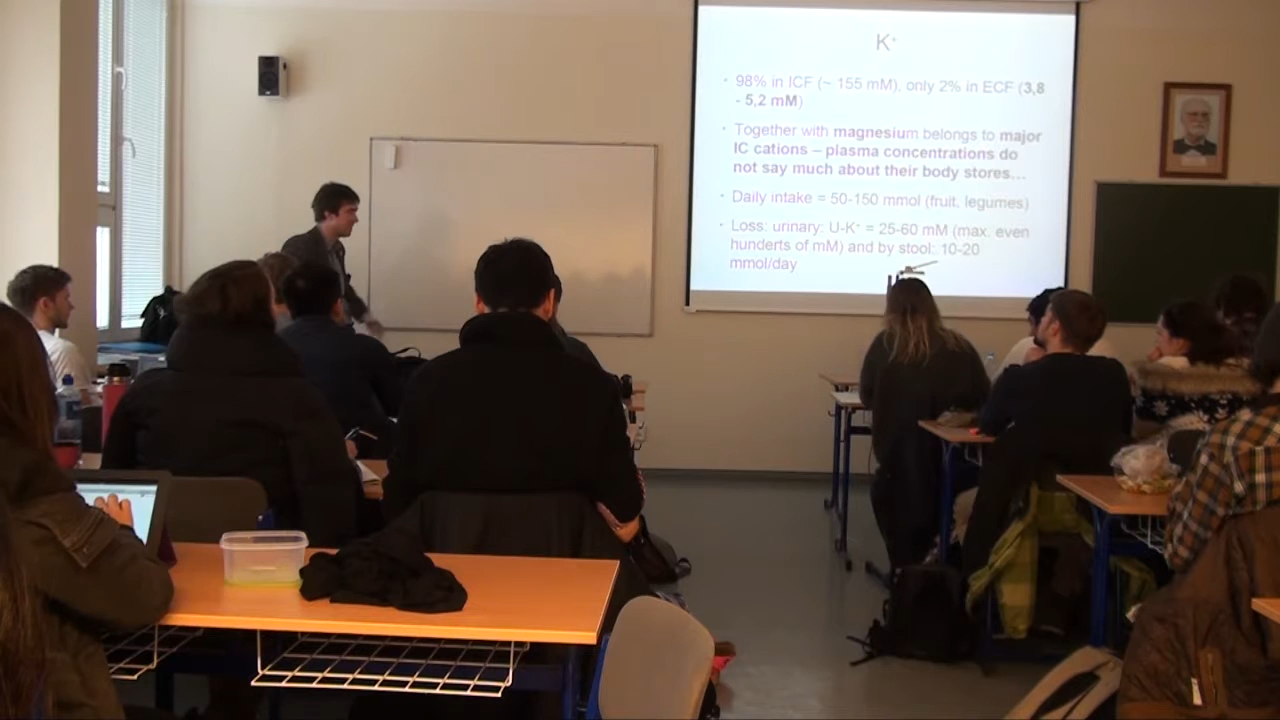 K⁺
• 98% in ICF (~ 155 mM), only 2% in ECF (3,8
- 5,2 mM)
• Together with magnesium belongs to major
IC cations – plasma concentrations do
not say much about their body stores…
• Daily intake = 50-150 mmol (fruit, legumes)
• Loss: urinary: U-K⁺ = 25-60 mM (max. even
hunderts of mM) and by stool: 10-20
mmol/day